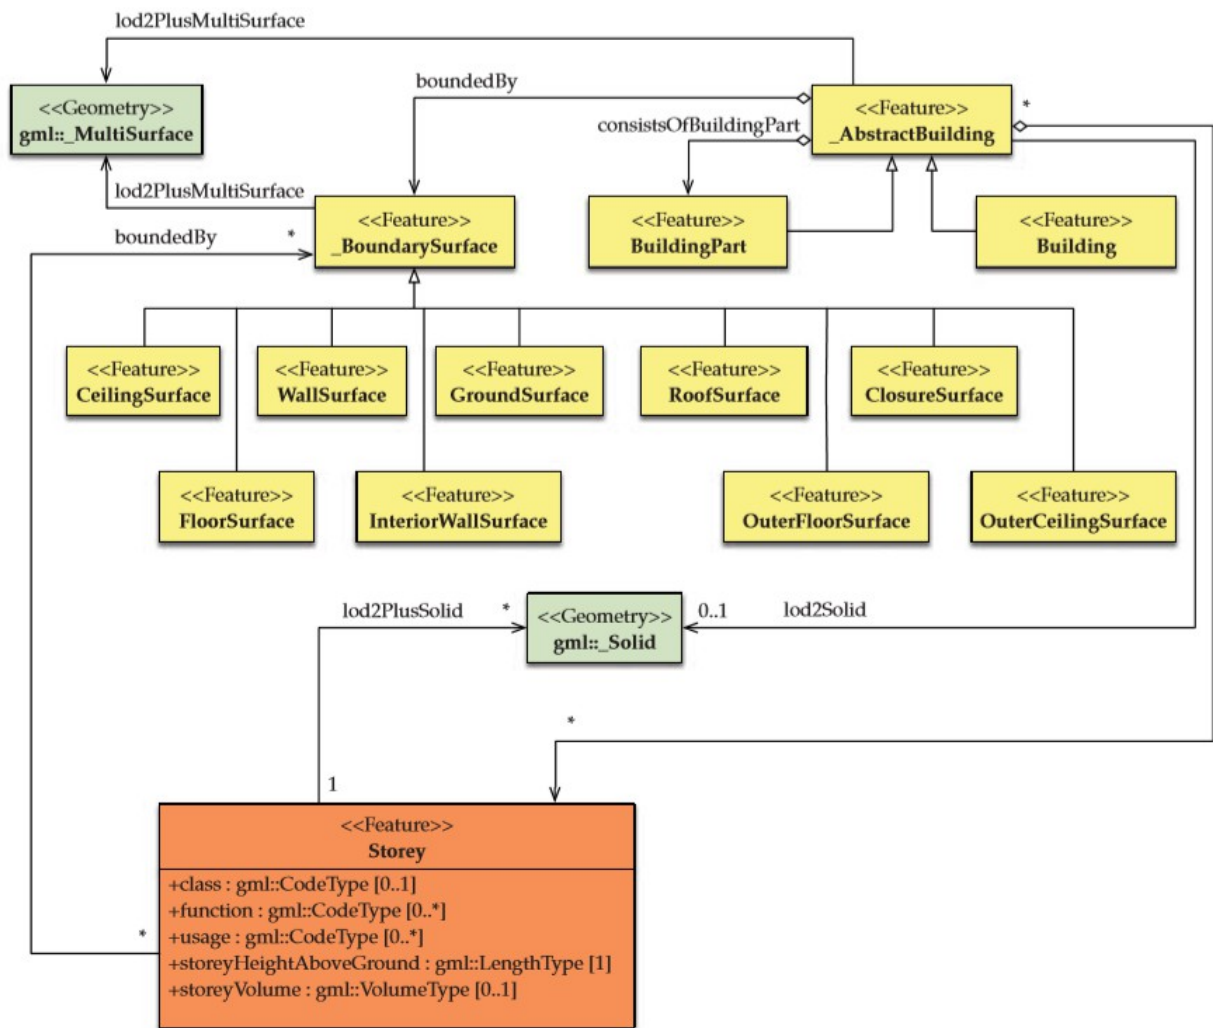 lod2PlusMultiSurface
<<Geometry>>
gml::_MultiSurface
boundedBy
<<Feature>>
_AbstractBuilding
*
consistsOfBuildingPart
lod2PlusMultiSurface
<<Feature>>
_BoundarySurface
<<Feature>>
BuildingPart
<<Feature>>
Building
boundedBy
*
<<Feature>>
CeilingSurface
<<Feature>>
WallSurface
<<Feature>>
GroundSurface
<<Feature>>
RoofSurface
<<Feature>>
ClosureSurface
<<Feature>>
FloorSurface
<<Feature>>
InteriorWallSurface
<<Feature>>
OuterFloorSurface
<<Feature>>
OuterCeilingSurface
lod2PlusSolid
*
<<Geometry>>
gml::_Solid
0..1
lod2Solid
*
1
<<Feature>>
Storey
+class : gml::CodeType [0..1]
+function : gml::CodeType [0..*]
+usage : gml::CodeType [0..*]
+storeyHeightAboveGround : gml::LengthType [1]
+storeyVolume : gml::VolumeType [0..1]
*